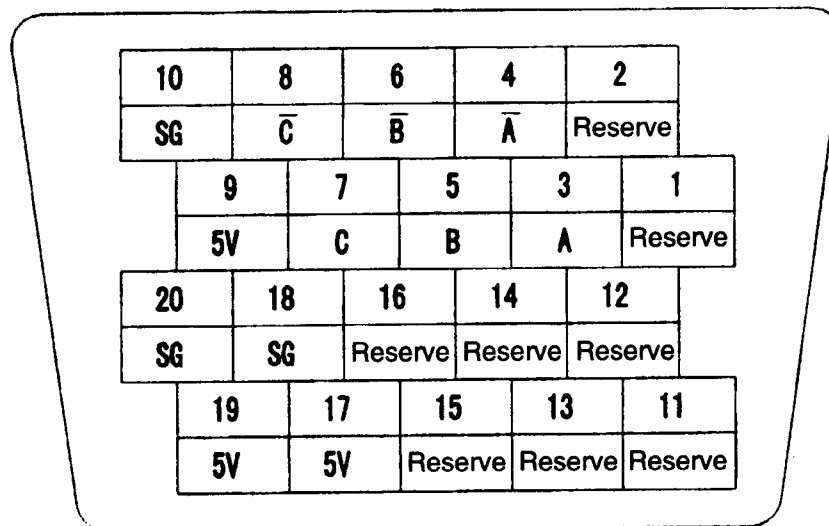 10 8 6 4 2
SG C̅ B̅ A̅ Reserve
9 7 5 3 1
5V C B A Reserve
20 18 16 14 12
SG SG Reserve Reserve Reserve
19 17 15 13 11
5V 5V Reserve Reserve Reserve